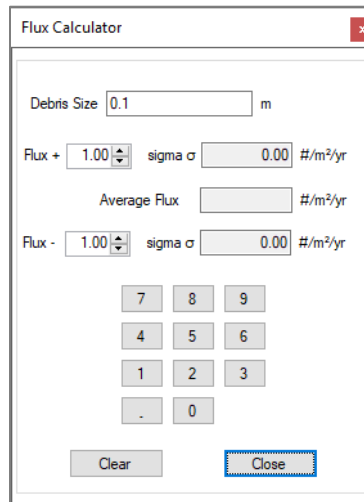 Flux Calculator x
Debris Size 0.1 m
Flux + 1.00 sigma σ 0.00 #/m²/yr
Average Flux #/m²/yr
Flux - 1.00 sigma σ 0.00 #/m²/yr
7 8 9
4 5 6
1 2 3
. 0
Clear Close